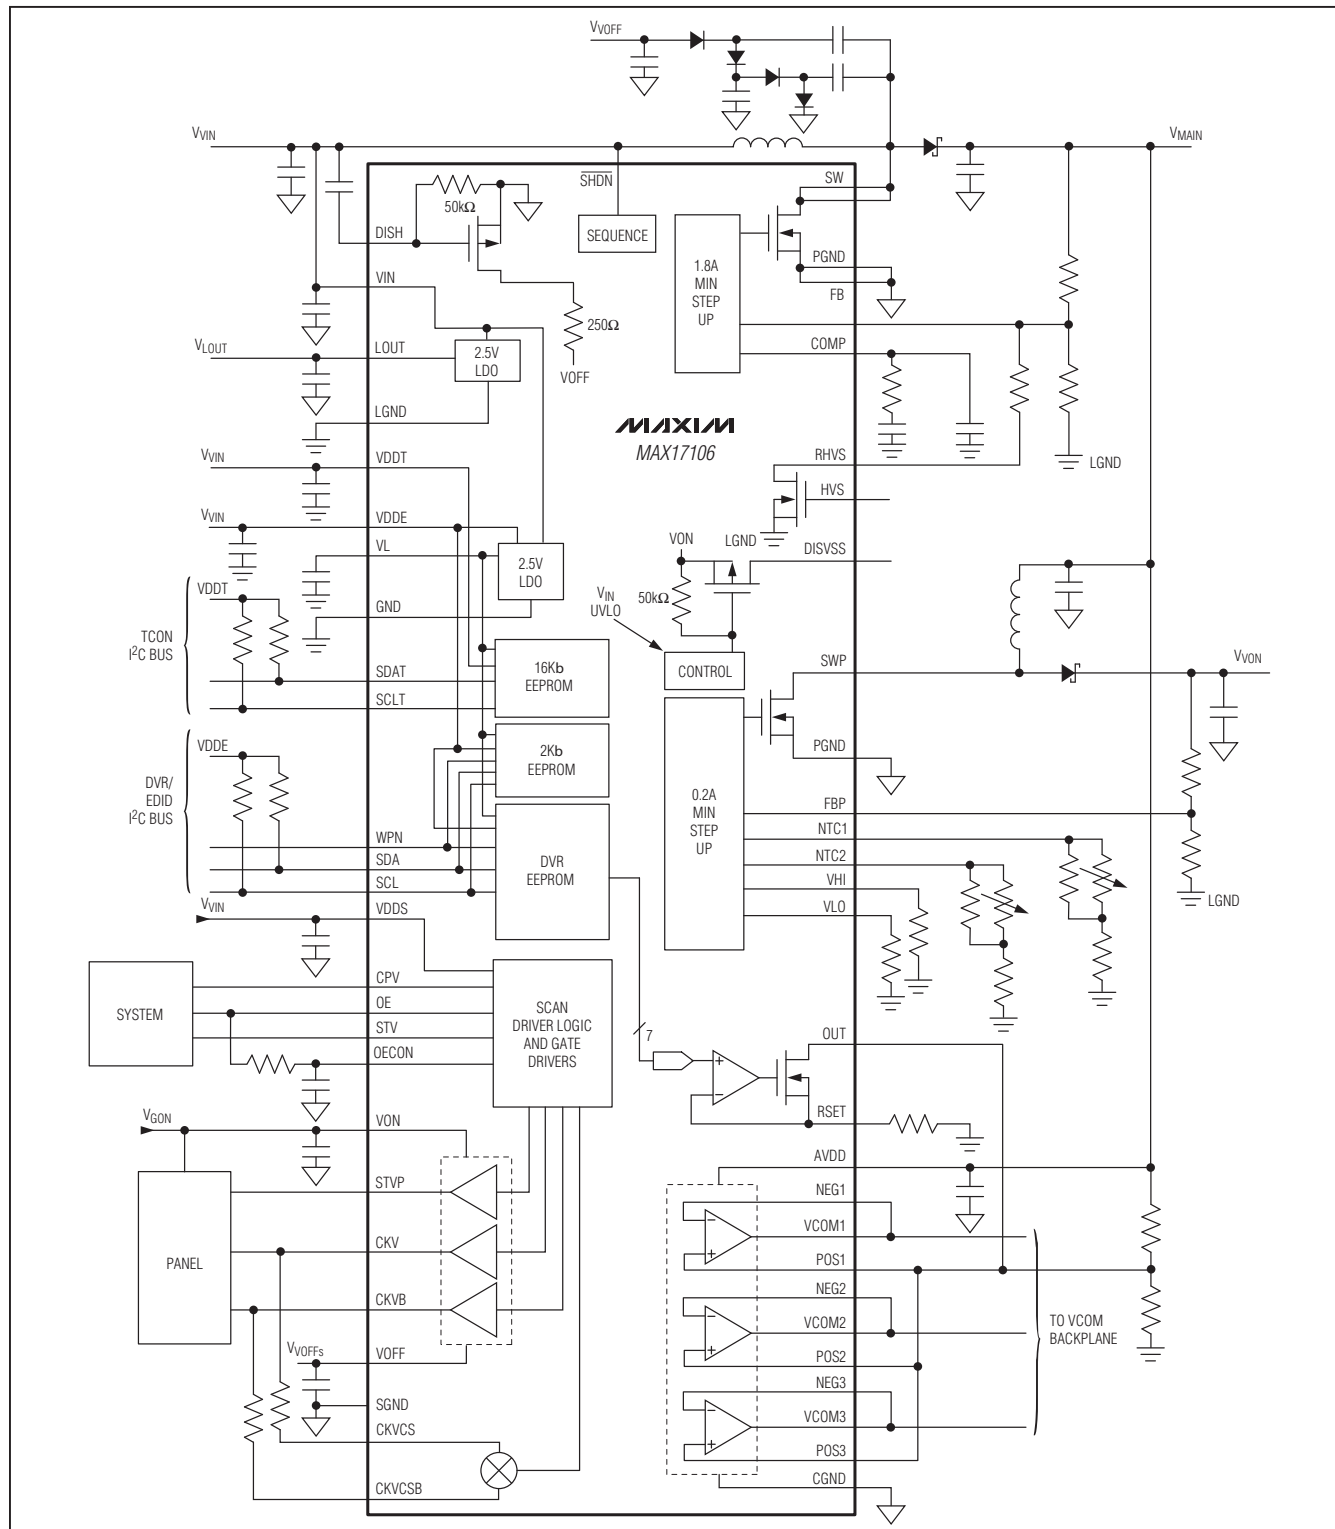 VVOFF
VVIN
VMAIN
SHDN
SW
50kΩ
SEQUENCE
DISH
1.8A
MIN
STEP
UP
PGND
VIN
FB
250Ω
VLOUT
LOUT
2.5V
LDO
COMP
VOFF
LGND
MAXIM
MAX17106
VVIN
VDDT
RHVS
LGND
HVS
VVIN
VDDE
VON
LGND
DISVSS
VL
2.5V
LDO
VIN
UVLO
50kΩ
VDDT
GND
TCON
I²C BUS
16Kb
EEPROM
CONTROL
SWP
VVON
SDAT
SCLT
VDDE
2Kb
EEPROM
PGND
DVR/
EDID
I²C BUS
0.2A
MIN
STEP
UP
FBP
WPN
NTC1
SDA
DVR
EEPROM
NTC2
SCL
VHI
LGND
VVIN
VDDS
VLO
CPV
SYSTEM
OE
SCAN
DRIVER LOGIC
AND GATE
DRIVERS
STV
7
OUT
OECON
+
−
VGON
VON
RSET
AVDD
STVP
NEG1
−
+
VCOM1
CKV
POS1
PANEL
NEG2
CKVB
−
+
VCOM2
TO VCOM
BACKPLANE
VVOFFs
VOFF
POS2
NEG3
SGND
−
+
VCOM3
CKVCS
POS3
CKVCSB
CGND